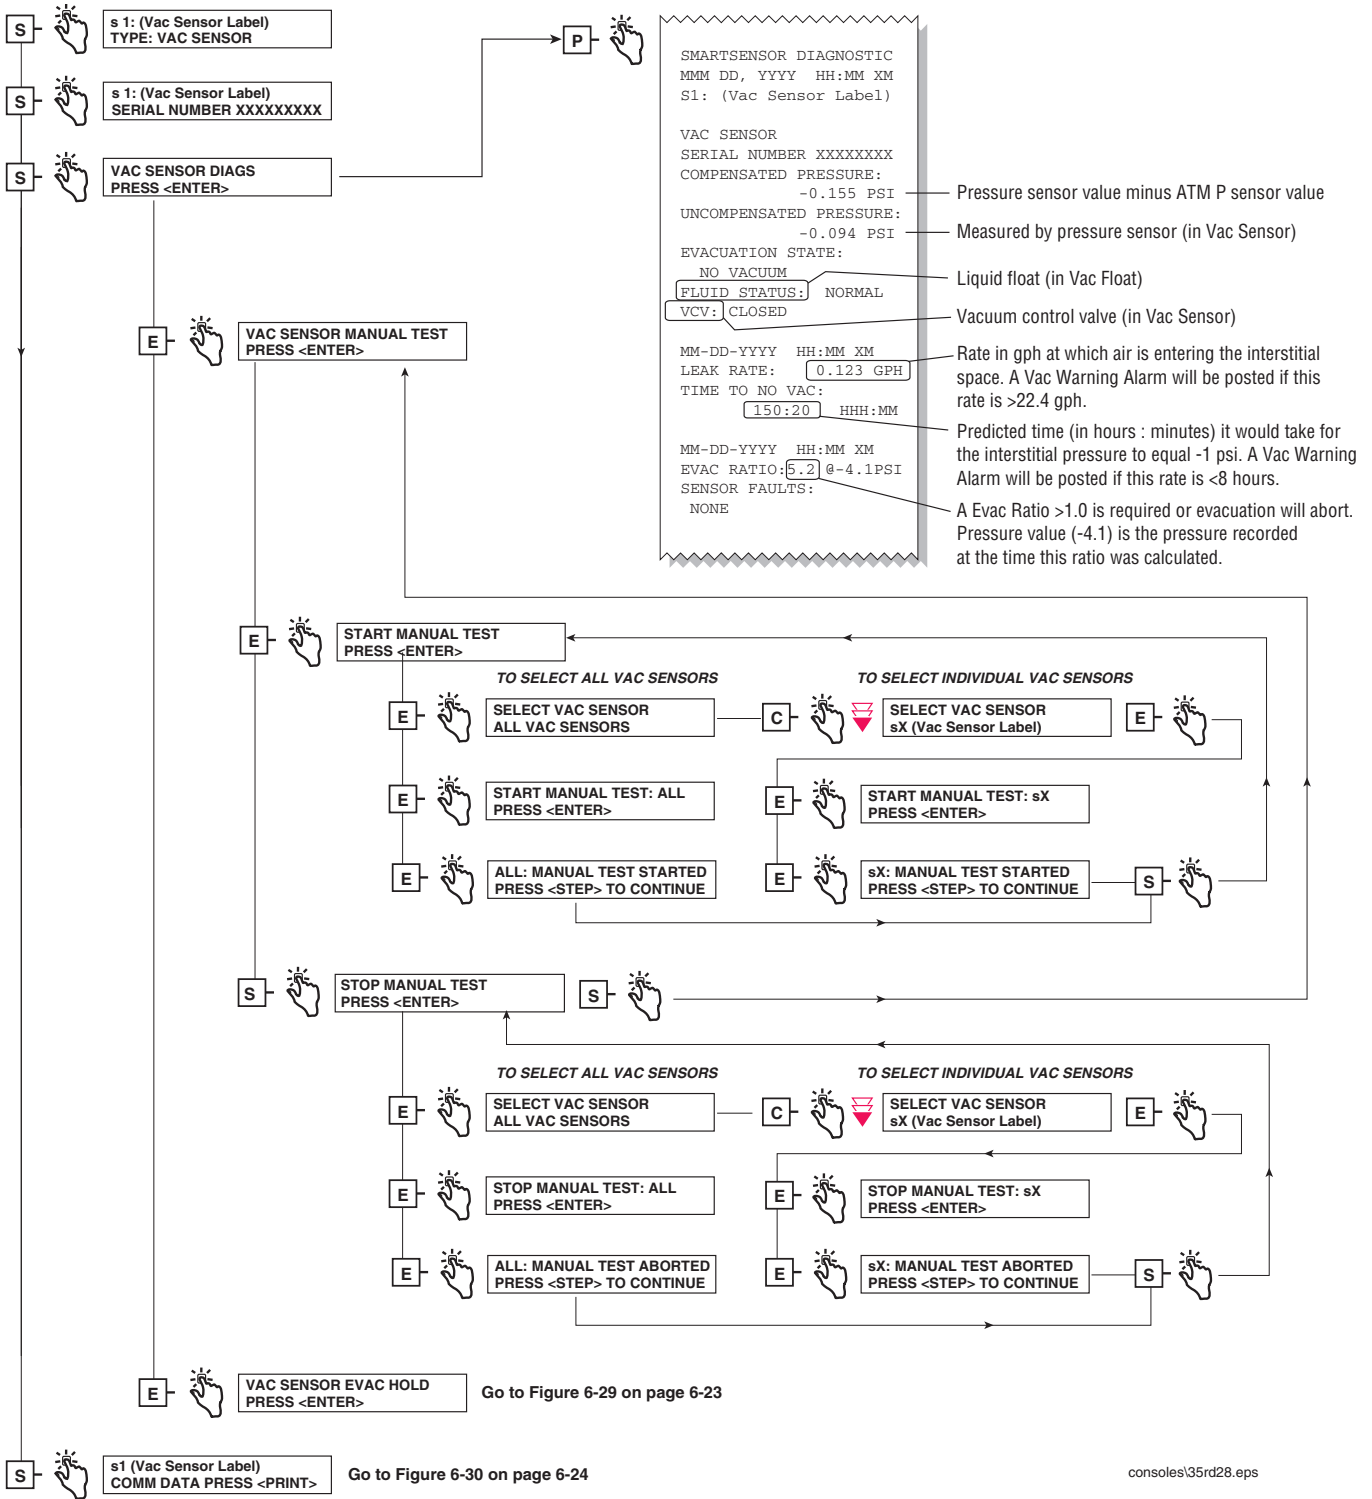 S
s 1: (Vac Sensor Label)
TYPE: VAC SENSOR
S
s 1: (Vac Sensor Label)
SERIAL NUMBER XXXXXXXXX
S
VAC SENSOR DIAGS
PRESS <ENTER>
P
SMARTSENSOR DIAGNOSTIC
MMM DD, YYYY HH:MM XM
S1: (Vac Sensor Label)
VAC SENSOR
SERIAL NUMBER XXXXXXXX
COMPENSATED PRESSURE:
-0.155 PSI
UNCOMPENSATED PRESSURE:
-0.094 PSI
EVACUATION STATE:
NO VACUUM
FLUID STATUS: NORMAL
VCV: CLOSED
MM-DD-YYYY HH:MM XM
LEAK RATE: 0.123 GPH
TIME TO NO VAC:
150:20 HHH:MM
MM-DD-YYYY HH:MM XM
EVAC RATIO:5.2 @-4.1PSI
SENSOR FAULTS:
NONE
Pressure sensor value minus ATM P sensor value
Measured by pressure sensor (in Vac Sensor)
Liquid float (in Vac Float)
Vacuum control valve (in Vac Sensor)
Rate in gph at which air is entering the interstitial
space. A Vac Warning Alarm will be posted if this
rate is >22.4 gph.
Predicted time (in hours : minutes) it would take for
the interstitial pressure to equal -1 psi. A Vac Warning
Alarm will be posted if this rate is <8 hours.
A Evac Ratio >1.0 is required or evacuation will abort.
Pressure value (-4.1) is the pressure recorded
at the time this ratio was calculated.
E
VAC SENSOR MANUAL TEST
PRESS <ENTER>
E
START MANUAL TEST
PRESS <ENTER>
TO SELECT ALL VAC SENSORS
TO SELECT INDIVIDUAL VAC SENSORS
E
SELECT VAC SENSOR
ALL VAC SENSORS
C
SELECT VAC SENSOR
sX (Vac Sensor Label)
E
E
START MANUAL TEST: ALL
PRESS <ENTER>
E
START MANUAL TEST: sX
PRESS <ENTER>
E
ALL: MANUAL TEST STARTED
PRESS <STEP> TO CONTINUE
E
sX: MANUAL TEST STARTED
PRESS <STEP> TO CONTINUE
S
S
STOP MANUAL TEST
PRESS <ENTER>
S
TO SELECT ALL VAC SENSORS
TO SELECT INDIVIDUAL VAC SENSORS
E
SELECT VAC SENSOR
ALL VAC SENSORS
C
SELECT VAC SENSOR
sX (Vac Sensor Label)
E
E
STOP MANUAL TEST: ALL
PRESS <ENTER>
E
STOP MANUAL TEST: sX
PRESS <ENTER>
E
ALL: MANUAL TEST ABORTED
PRESS <STEP> TO CONTINUE
E
sX: MANUAL TEST ABORTED
PRESS <STEP> TO CONTINUE
S
E
VAC SENSOR EVAC HOLD
PRESS <ENTER>
Go to Figure 6-29 on page 6-23
S
s1 (Vac Sensor Label)
COMM DATA PRESS <PRINT>
Go to Figure 6-30 on page 6-24
consoles\35rd28.eps